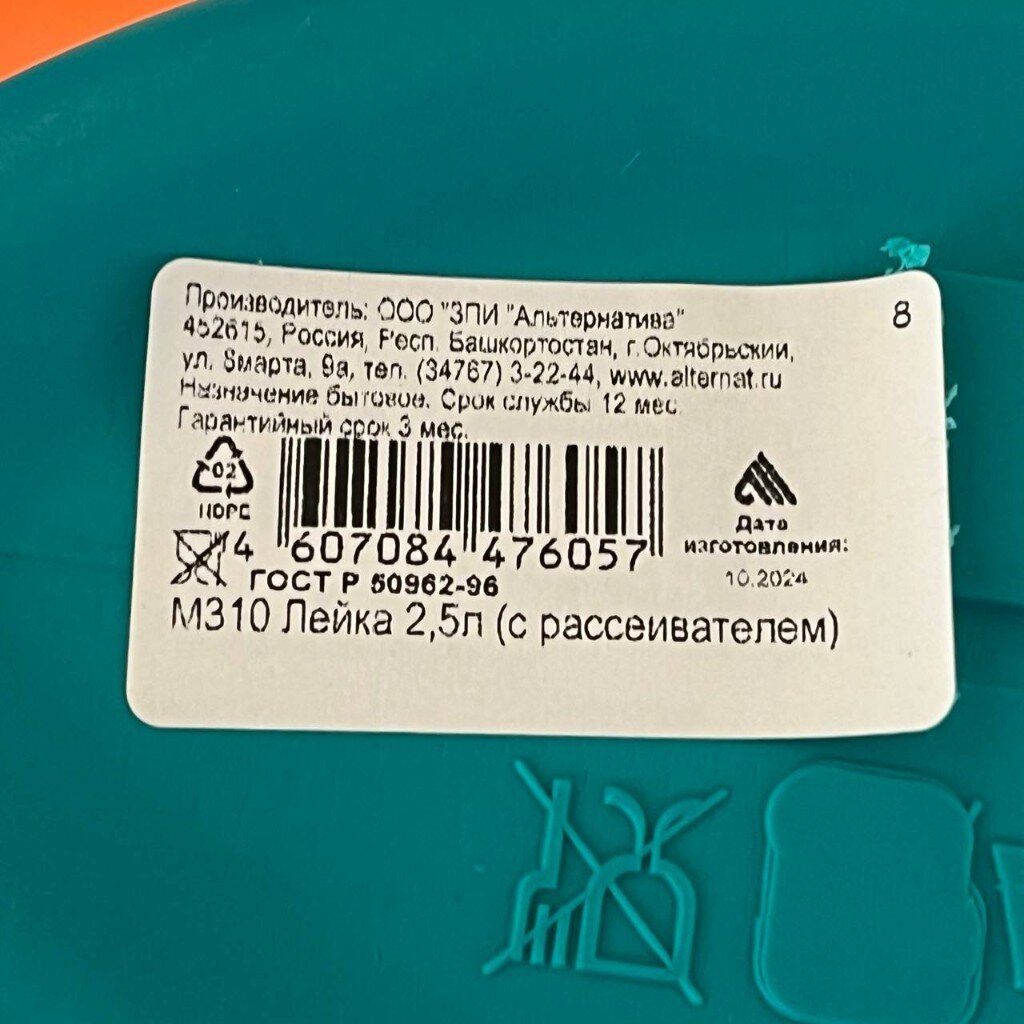 Производитель: ООО "ЗПИ "Альтернатива"
8
452615, Россия, Респ. Башкортостан, г.Октябрьский,
ул. 8марта, 9а, тел. (34767) 3-22-44, www.alternat.ru
Назначение бытовое. Срок службы 12 мес.
Гарантийный срок 3 мес.
02
HDPE
Дата
изготовления:
10.2024
4 607084 476057
ГОСТ Р 50962-96
М310 Лейка 2,5л (с рассеивателем)